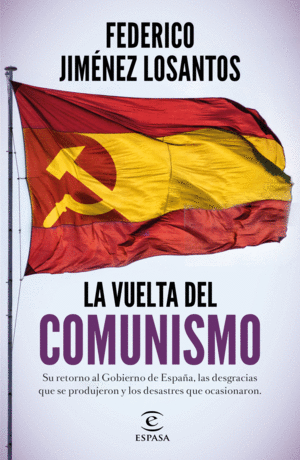 FEDERICO
JIMÉNEZ LOSANTOS
LA VUELTA DEL
COMUNISMO
Su retorno al Gobierno de España, las desgracias
que se produjeron y los desastres que ocasionaron.
ESPASA